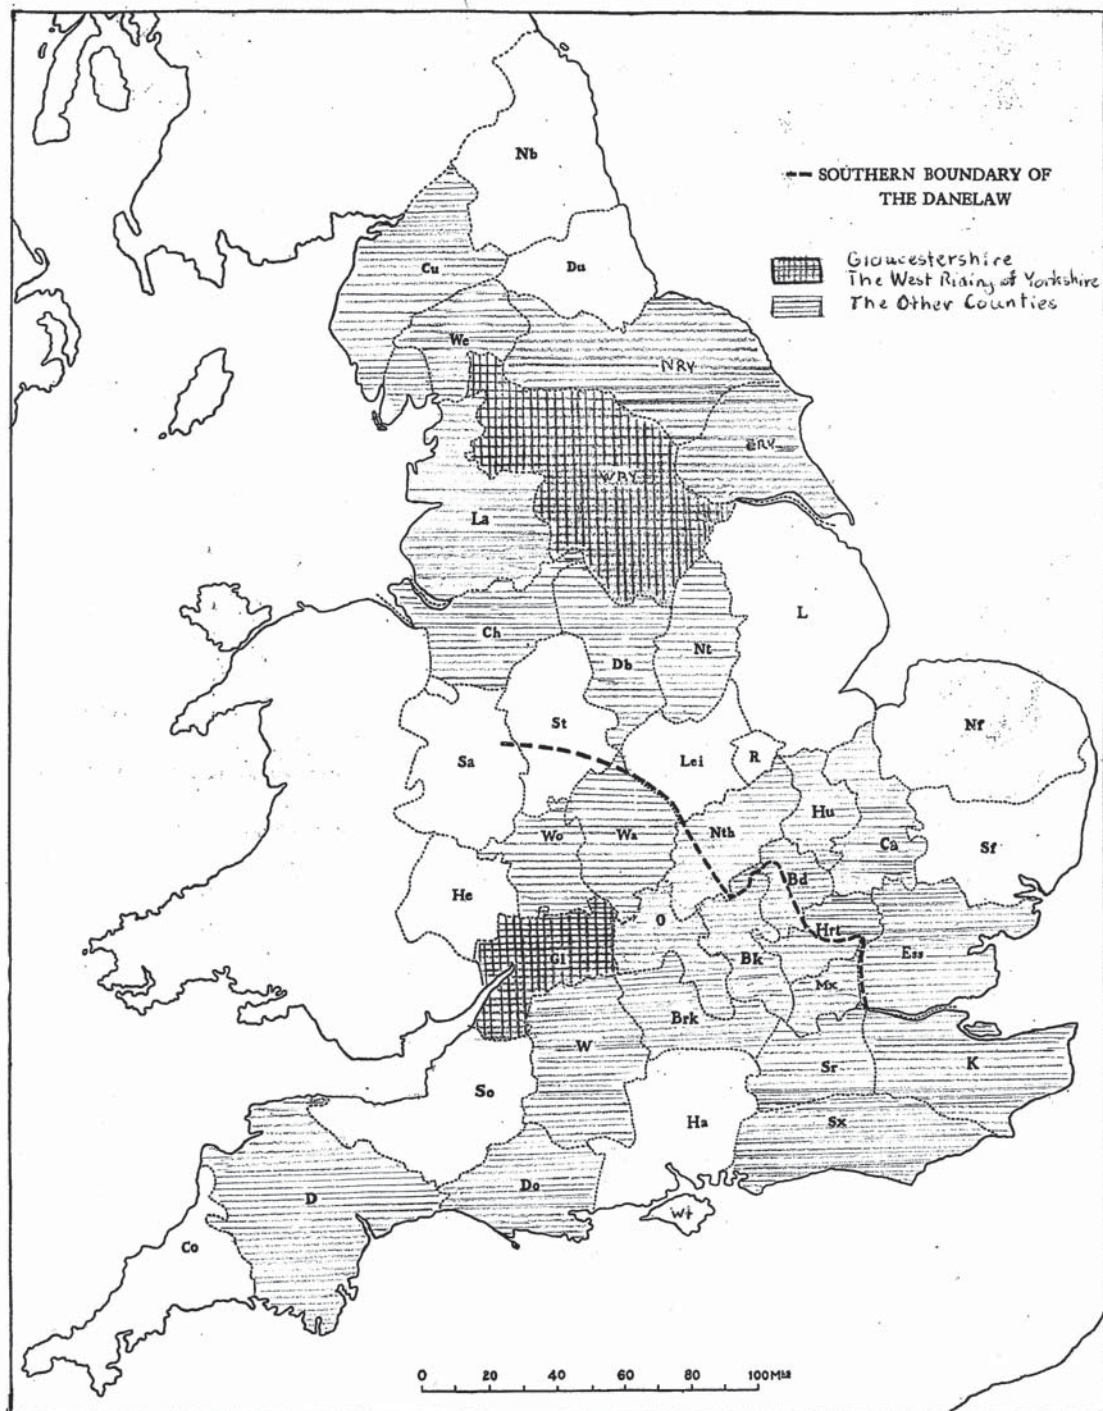 Nb
SOUTHERN BOUNDARY OF
THE DANELAW
Gloucestershire
The West Riding of Yorkshire
The Other Counties
Cu
Du
We
NRY
ERY
WRY
La
L
Ch
Db
Nt
St
Nf
Sa
Lei
R
Wo
Wa
Nth
Hu
Ca
Sf
He
Bd
O
Hrt
Gl
Bk
Ess
Mx
Brk
W
Sr
K
So
Ha
Sx
D
Do
Wt
Co
0 20 40 60 80 100 Mls